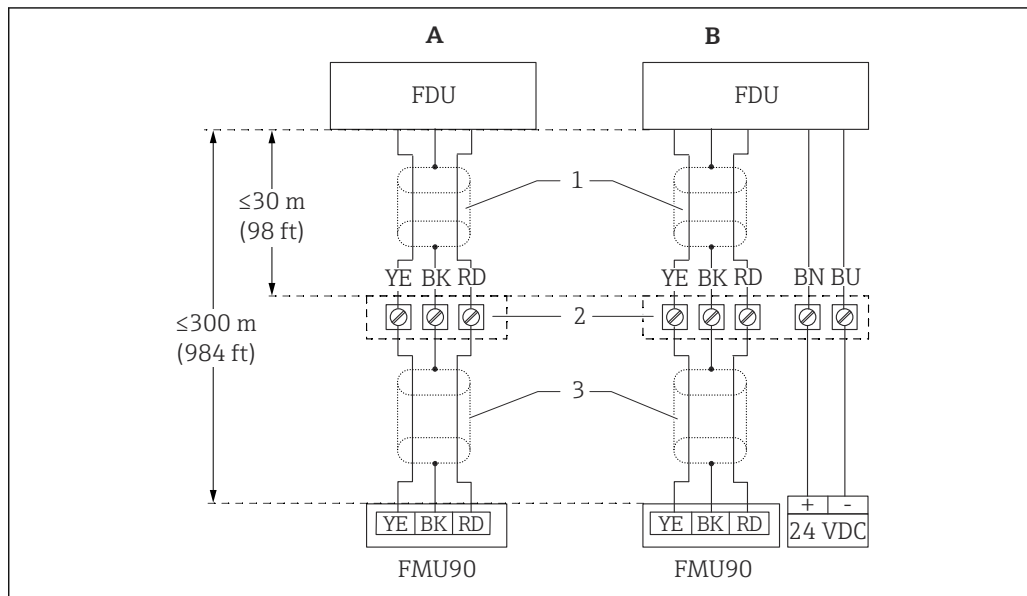 A B
FDU FDU
1
≤30 m
(98 ft)
YE BK RD YE BK RD BN BU
≤300 m
(984 ft)
2
3
YE BK RD YE BK RD + -
24 VDC
FMU90 FMU90